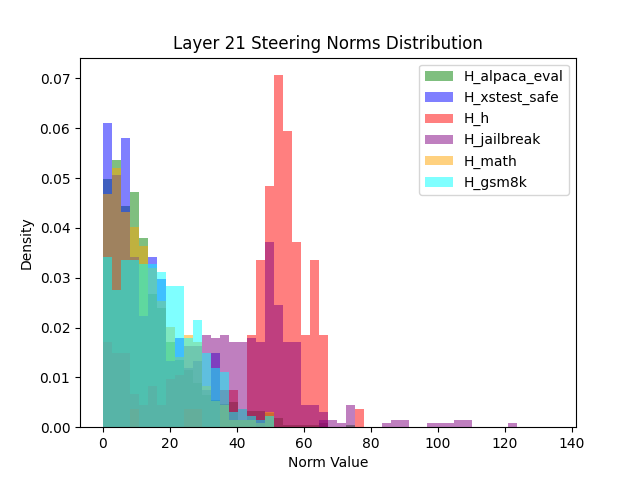 Layer 21 Steering Norms Distribution
H_alpaca_eval
H_xstest_safe
H_h
H_jailbreak
H_math
H_gsm8k
Density
0.07
0.06
0.05
0.04
0.03
0.02
0.01
0.00
0 20 40 60 80 100 120 140
Norm Value